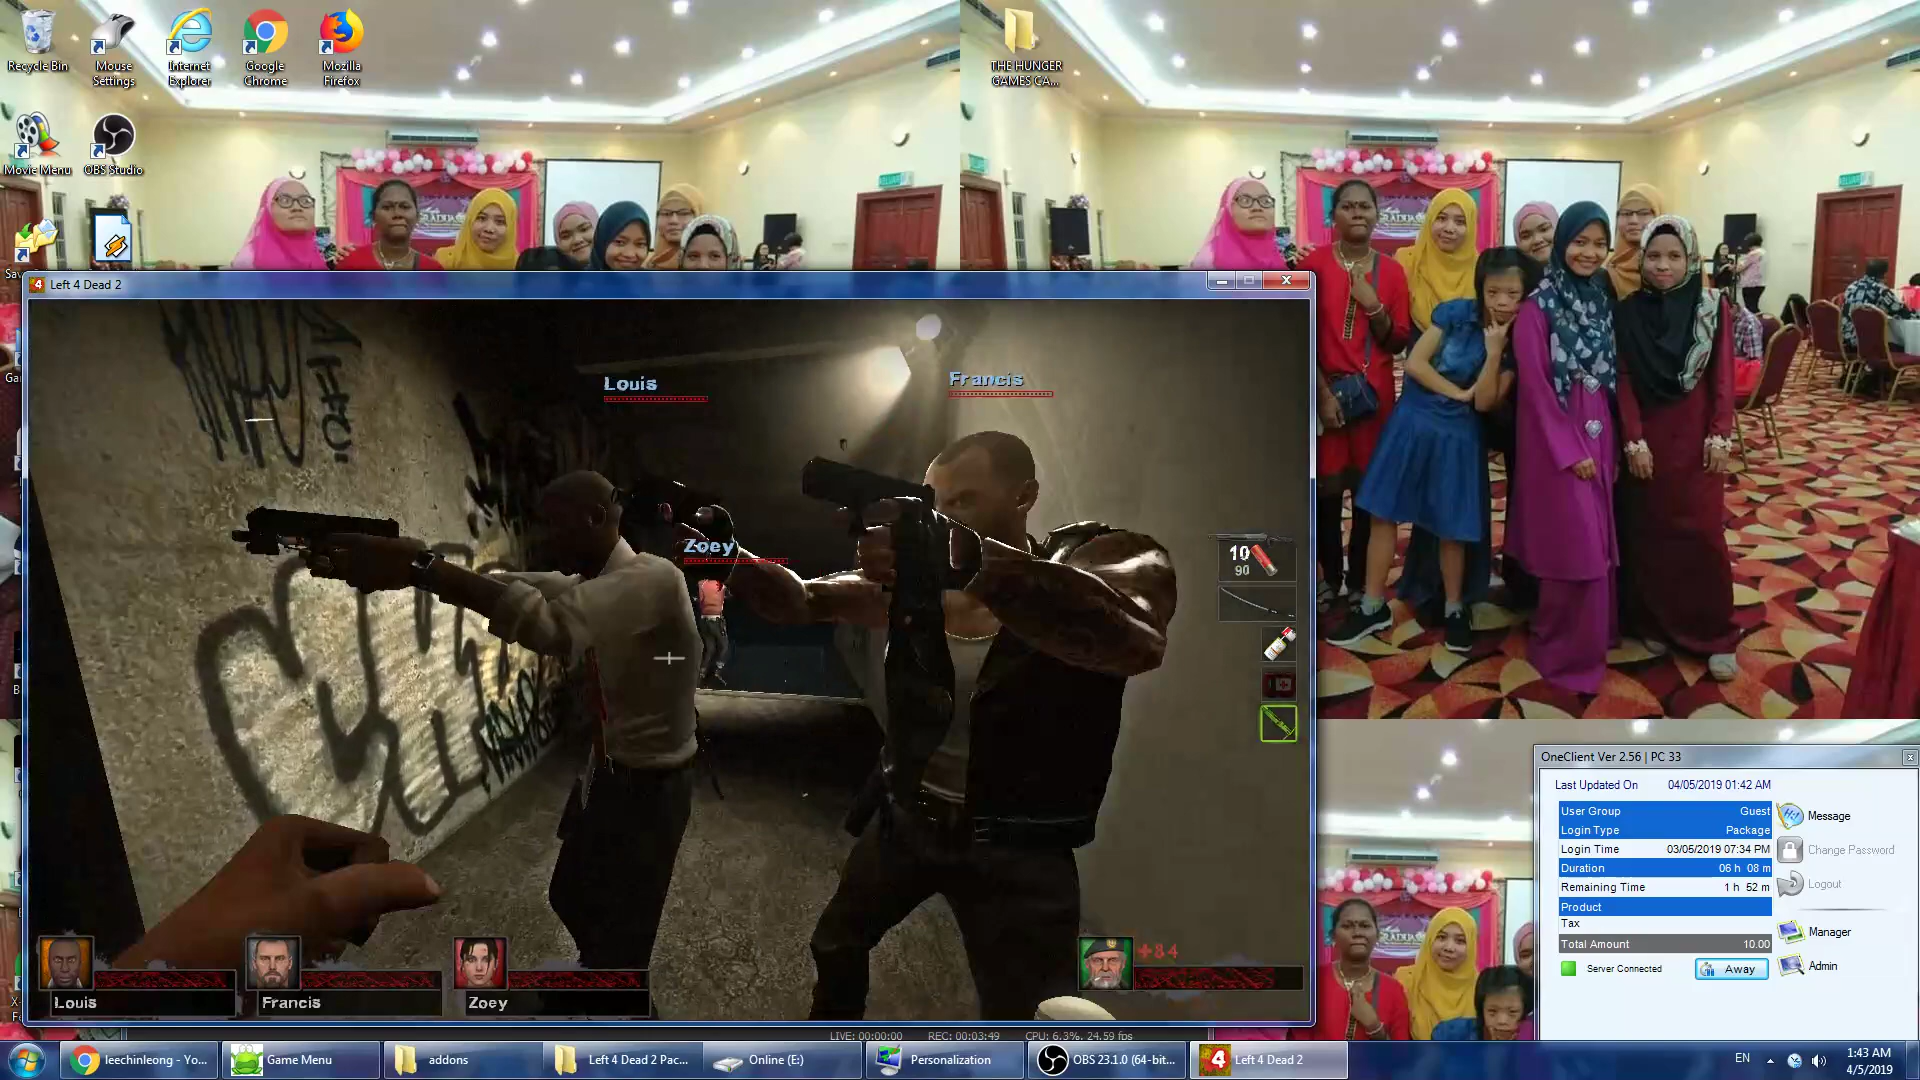 Recycle Bin
Mouse Settings
Internet Explorer
Google Chrome
Mozilla Firefox
THE HUNGER GAMES CA...
Movie Menu
OBS Studio
KELUAR
KELUAR
Left 4 Dead 2
Louis
Francis
Zoey
10
90
+84
Louis
Francis
Zoey
OneClient Ver 2.56 | PC 33
Last Updated On 04/05/2019 01:42 AM
User Group Guest
Login Type Package
Login Time 03/05/2019 07:34 PM
Duration 06 h 08 m
Remaining Time 1 h 52 m
Product
Tax
Total Amount 10.00
Server Connected
Away
Message
Change Password
Logout
Manager
Admin
LIVE: 00:00:00 REC: 00:03:49 CPU: 6.3%, 24.59 fps
leechinleong - Yo...
Game Menu
addons
Left 4 Dead 2 Pac...
Online (E:)
Personalization
OBS 23.1.0 (64-bit...
Left 4 Dead 2
EN
1:43 AM
4/5/2019